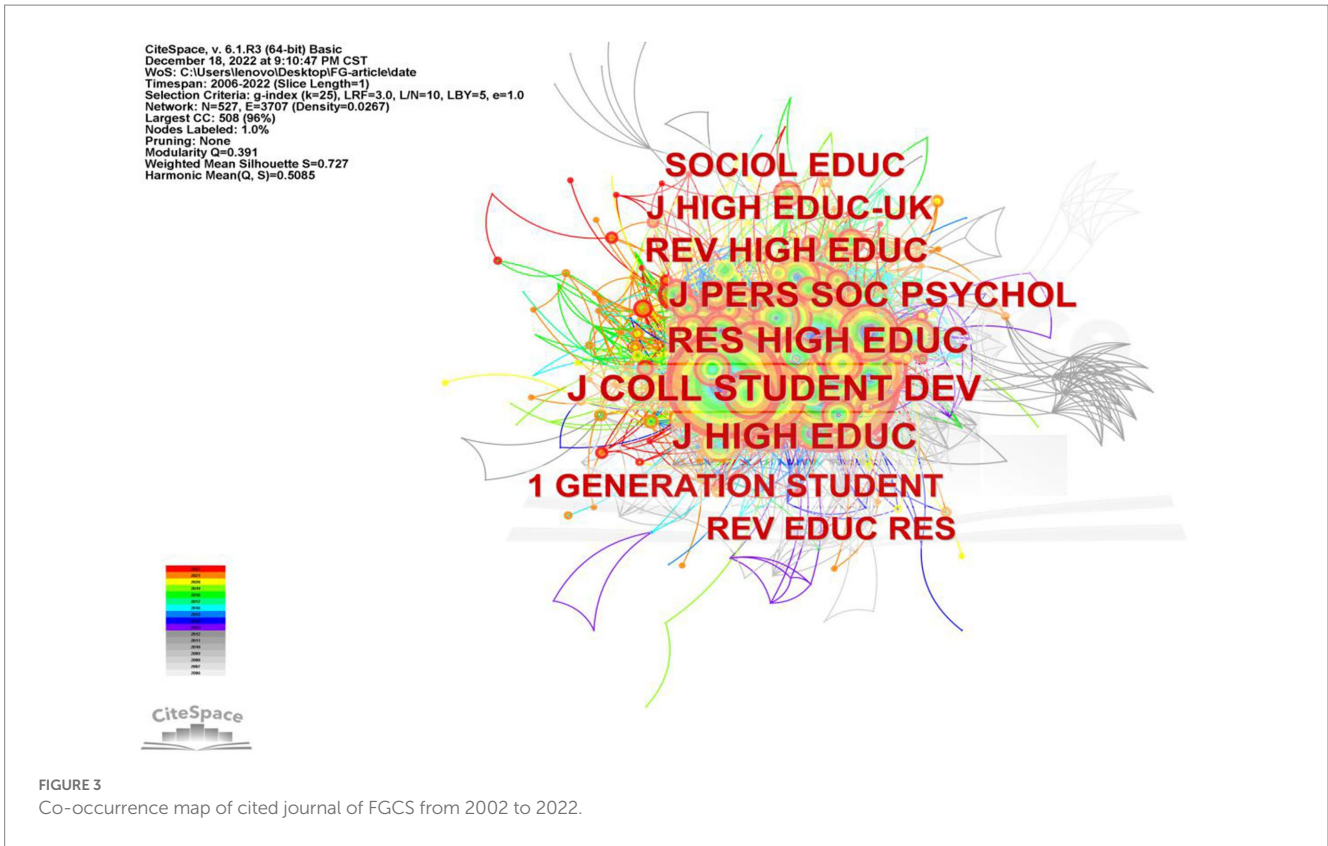 CiteSpace, v. 6.1.R3 (64-bit) Basic
December 18, 2022 at 9:10:47 PM CST
WoS: C:\Users\lenovo\Desktop\FG-article\date
Timespan: 2006-2022 (Slice Length=1)
Selection Criteria: g-index (k=25), LRF=3.0, L/N=10, LBY=5, e=1.0
Network: N=527, E=3707 (Density=0.0267)
Largest CC: 508 (96%)
Nodes Labeled: 1.0%
Pruning: None
Modularity Q=0.391
Weighted Mean Silhouette S=0.727
Harmonic Mean(Q, S)=0.5085
SOCIOL EDUC
J HIGH EDUC-UK
REV HIGH EDUC
J PERS SOC PSYCHOL
RES HIGH EDUC
J COLL STUDENT DEV
J HIGH EDUC
1 GENERATION STUDENT
REV EDUC RES
CiteSpace
FIGURE 3
Co-occurrence map of cited journal of FGCS from 2002 to 2022.